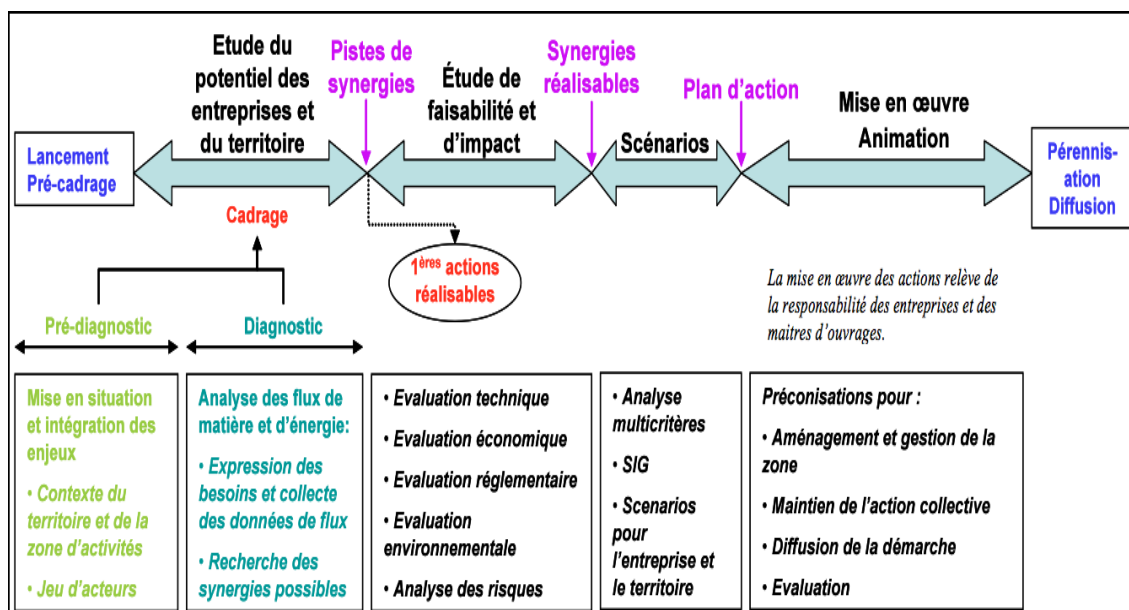 Etude du
potentiel des
entreprises et
du territoire
Pistes de
synergies
Étude de
faisabilité et
d'impact
Synergies
réalisables
Scénarios
Plan d'action
Mise en œuvre
Animation
Lancement
Pré-cadrage
Pérennis-
ation
Diffusion
Cadrage
1ères actions
réalisables
La mise en œuvre des actions relève de
la responsabilité des entreprises et des
maitres d'ouvrages.
Pré-diagnostic
Diagnostic
Mise en situation
et intégration des
enjeux
• Contexte du
territoire et de la
zone d'activités
• Jeu d'acteurs
Analyse des flux de
matière et d'énergie:
• Expression des
besoins et collecte
des données de flux
• Recherche des
synergies possibles
• Evaluation technique
• Evaluation économique
• Evaluation réglementaire
• Evaluation
environnementale
• Analyse des risques
• Analyse
multicritères
• SIG
• Scenarios
pour
l'entreprise et
le territoire
Préconisations pour :
• Aménagement et gestion de la
zone
• Maintien de l'action collective
• Diffusion de la démarche
• Evaluation